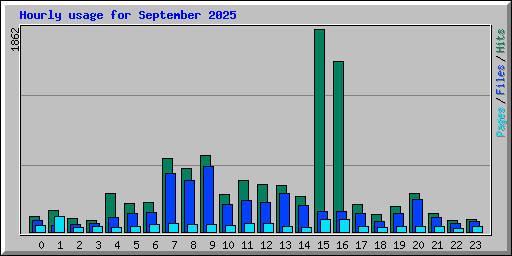 Hourly usage for September 2025
1862
Pages/Files/Hits
0 1 2 3 4 5 6 7 8 9 10 11 12 13 14 15 16 17 18 19 20 21 22 23